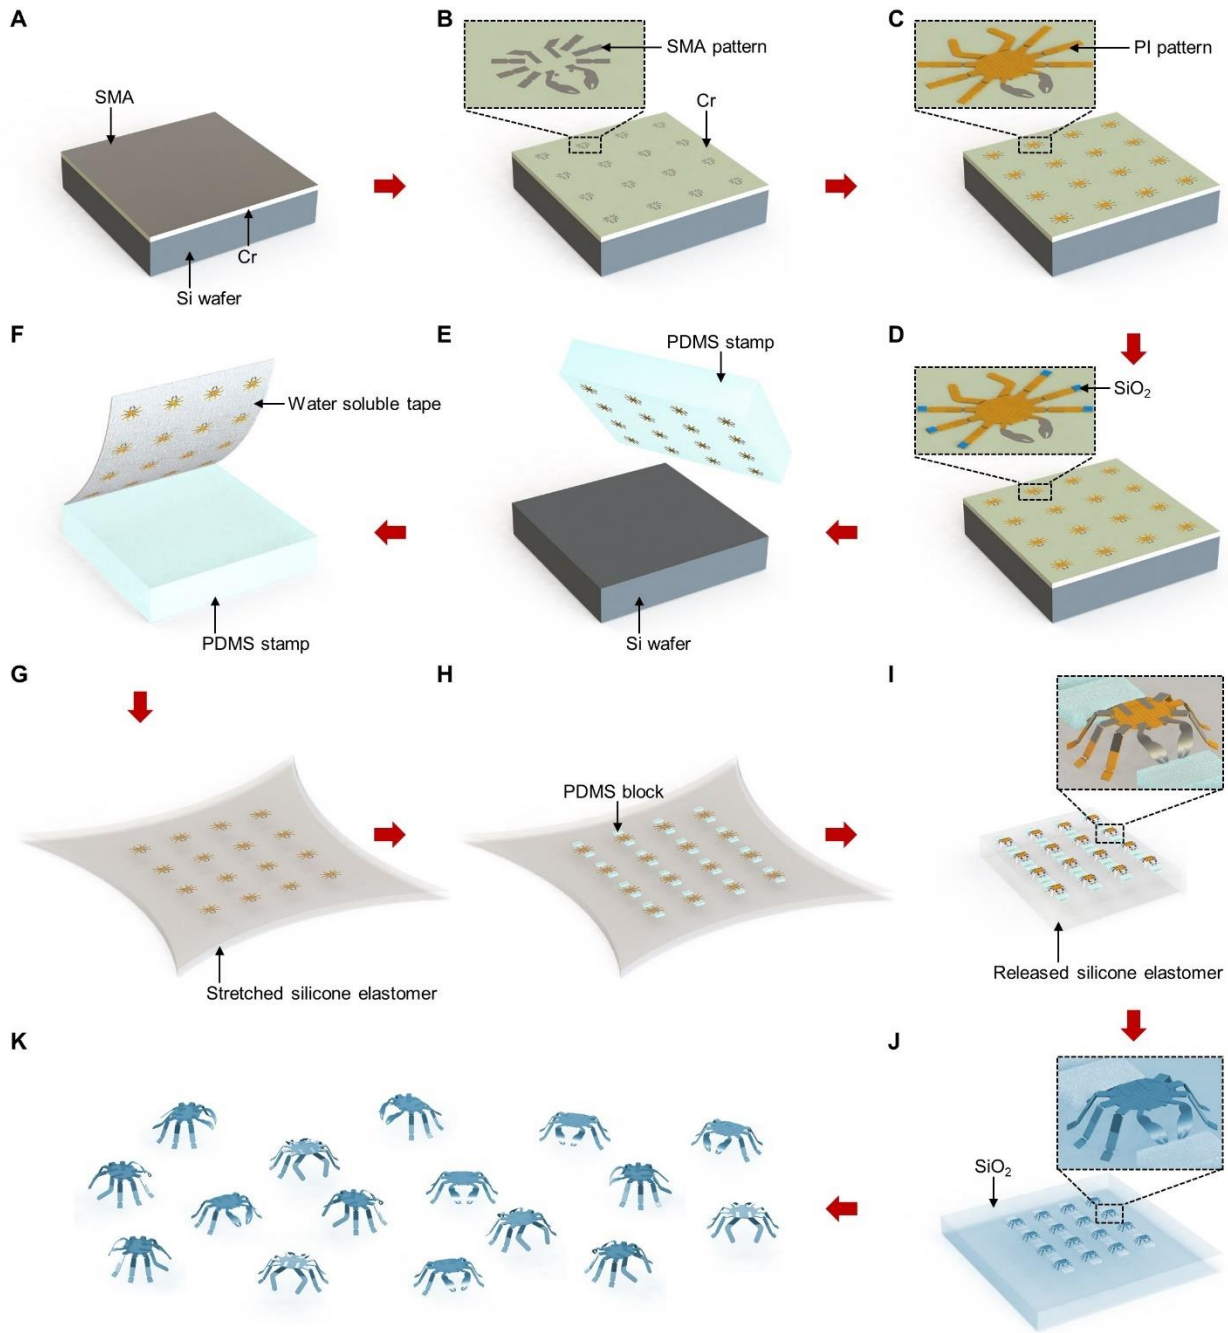 A
SMA
Cr
Si wafer
B
SMA pattern
Cr
C
PI pattern
F
Water soluble tape
PDMS stamp
E
PDMS stamp
Si wafer
D
SiO₂
G
Stretched silicone elastomer
H
PDMS block
I
Released silicone elastomer
K
J
SiO₂